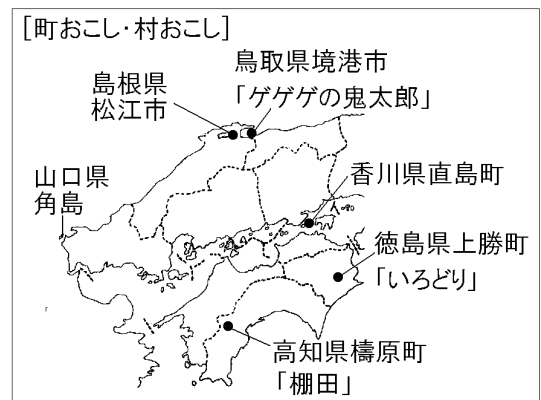 [町おこし・村おこし]
鳥取県境港市
「ゲゲゲの鬼太郎」
島根県
松江市
山口県
角島
香川県直島町
徳島県上勝町
「いろどり」
高知県檮原町
「棚田」